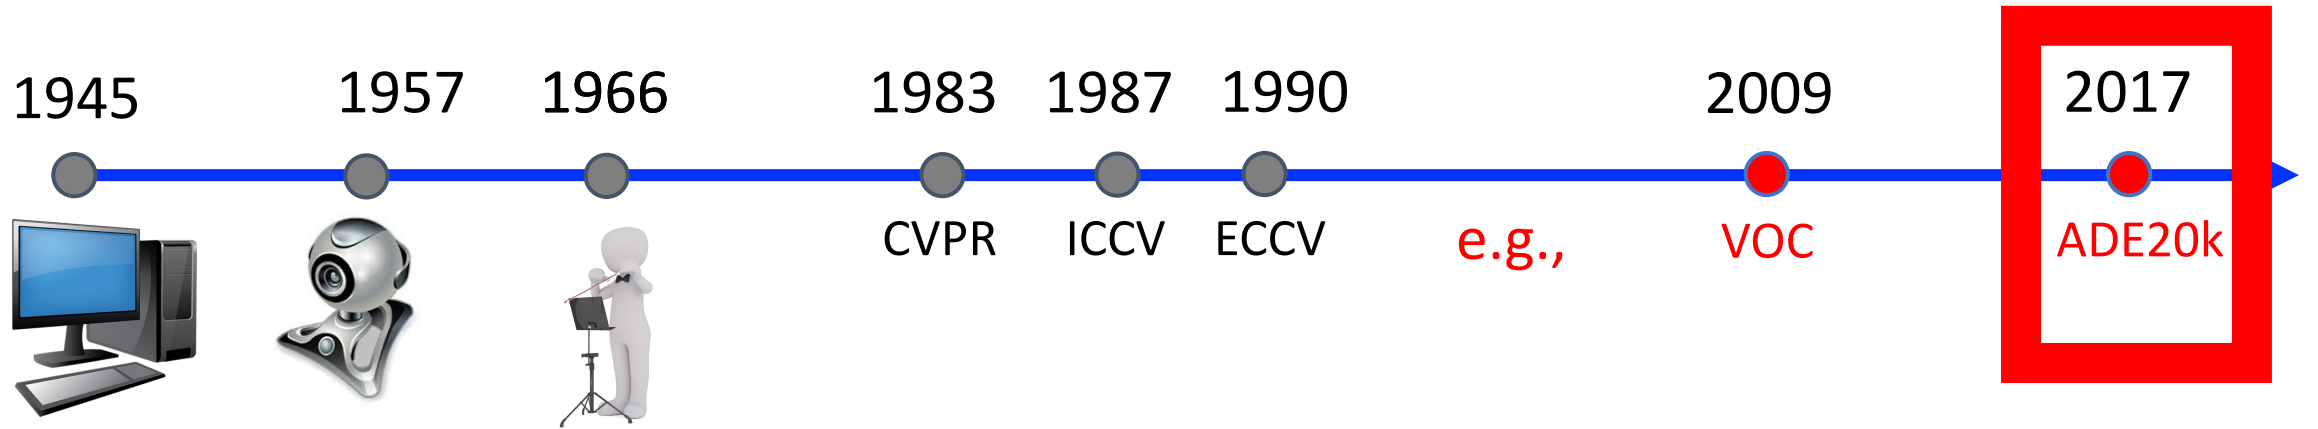 1945 1957 1966 1983 1987 1990 2009 2017
CVPR ICCV ECCV e.g., VOC ADE20k